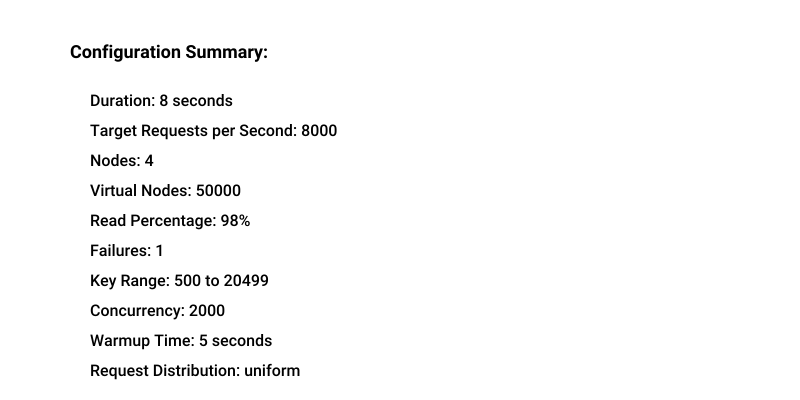 Configuration Summary:
Duration: 8 seconds
Target Requests per Second: 8000
Nodes: 4
Virtual Nodes: 50000
Read Percentage: 98%
Failures: 1
Key Range: 500 to 20499
Concurrency: 2000
Warmup Time: 5 seconds
Request Distribution: uniform